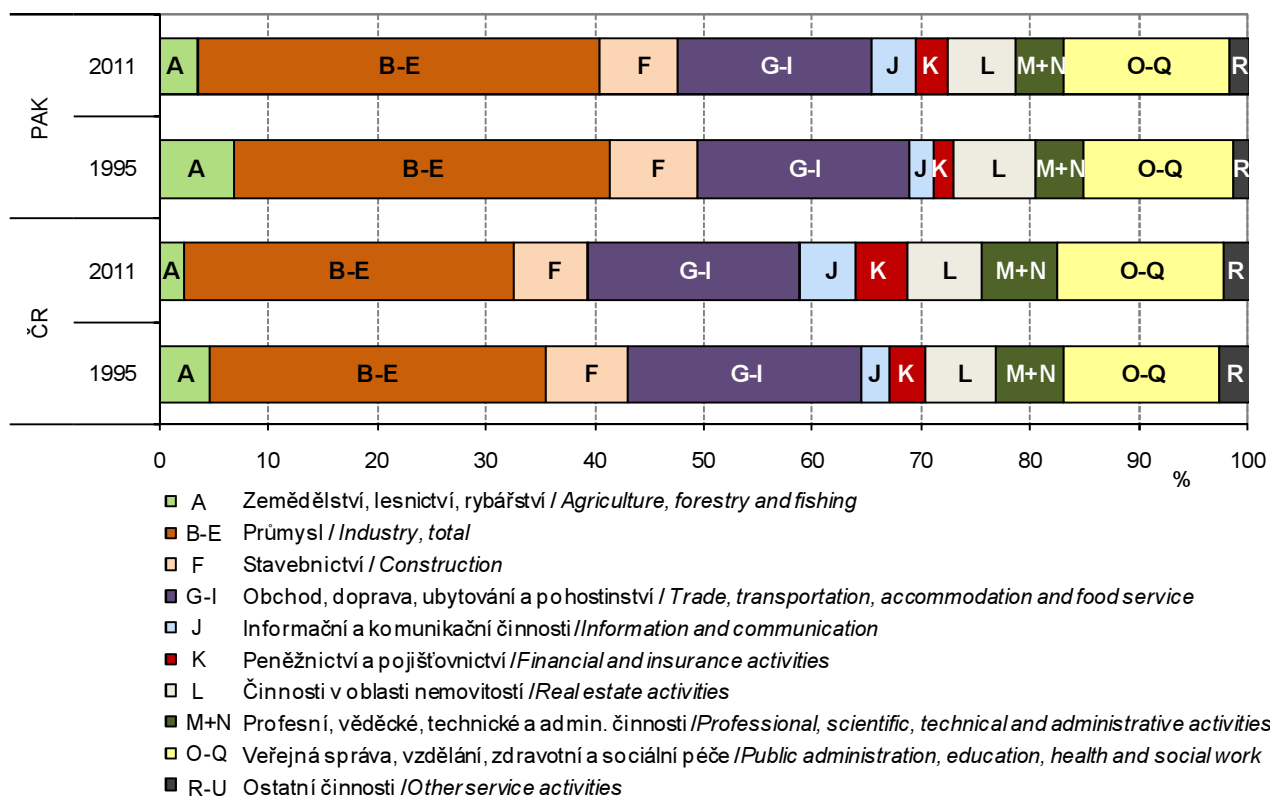 PAK
2011
A B-E F G-I J K L M+N O-Q R
1995
A B-E F G-I J K L M+N O-Q R
ČR
2011
A B-E F G-I J K L M+N O-Q R
1995
A B-E F G-I J K L M+N O-Q R
0 10 20 30 40 50 60 70 80 90 100
%
A Zemědělství, lesnictví, rybářství / Agriculture, forestry and fishing
B-E Průmysl / Industry, total
F Stavebnictví / Construction
G-I Obchod, doprava, ubytování a pohostinství / Trade, transportation, accommodation and food service
J Informační a komunikační činnosti /Information and communication
K Peněžnictví a pojišťovnictví /Financial and insurance activities
L Činnosti v oblasti nemovitostí /Real estate activities
M+N Profesní, věděcké, technické a admin. činnosti /Professional, scientific, technical and administrative activities
O-Q Veřejná správa, vzdělání, zdravotní a sociální péče /Public administration, education, health and social work
R-U Ostatní činnosti /Other service activities